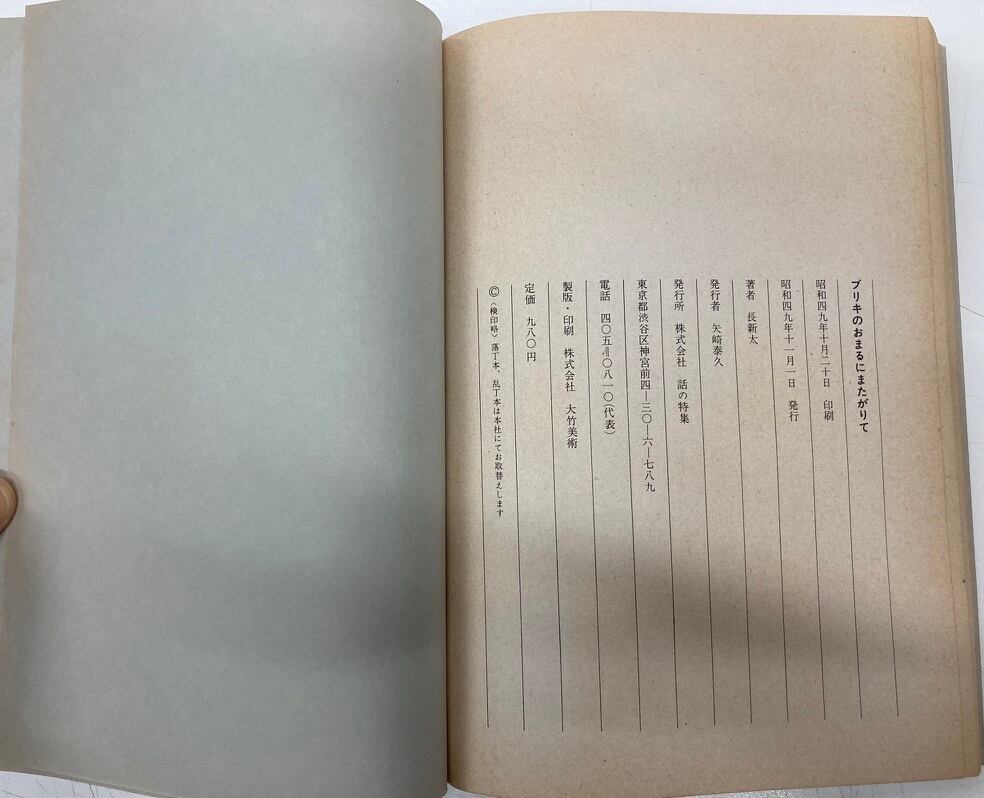 ブリキのおまるにまたがりて
昭和四九年十月二十日　印刷
昭和四九年十一月一日　発行
著者　長新太
発行者　矢崎泰久
発行所　株式会社　話の特集
東京都渋谷区神宮前四―三〇―六―七八九
電話　四〇五‖〇八一〇(代表)
製版・印刷　株式会社　大竹美術
定価　九八〇円
©〈検印略〉落丁本、乱丁本は本社にてお取替えします